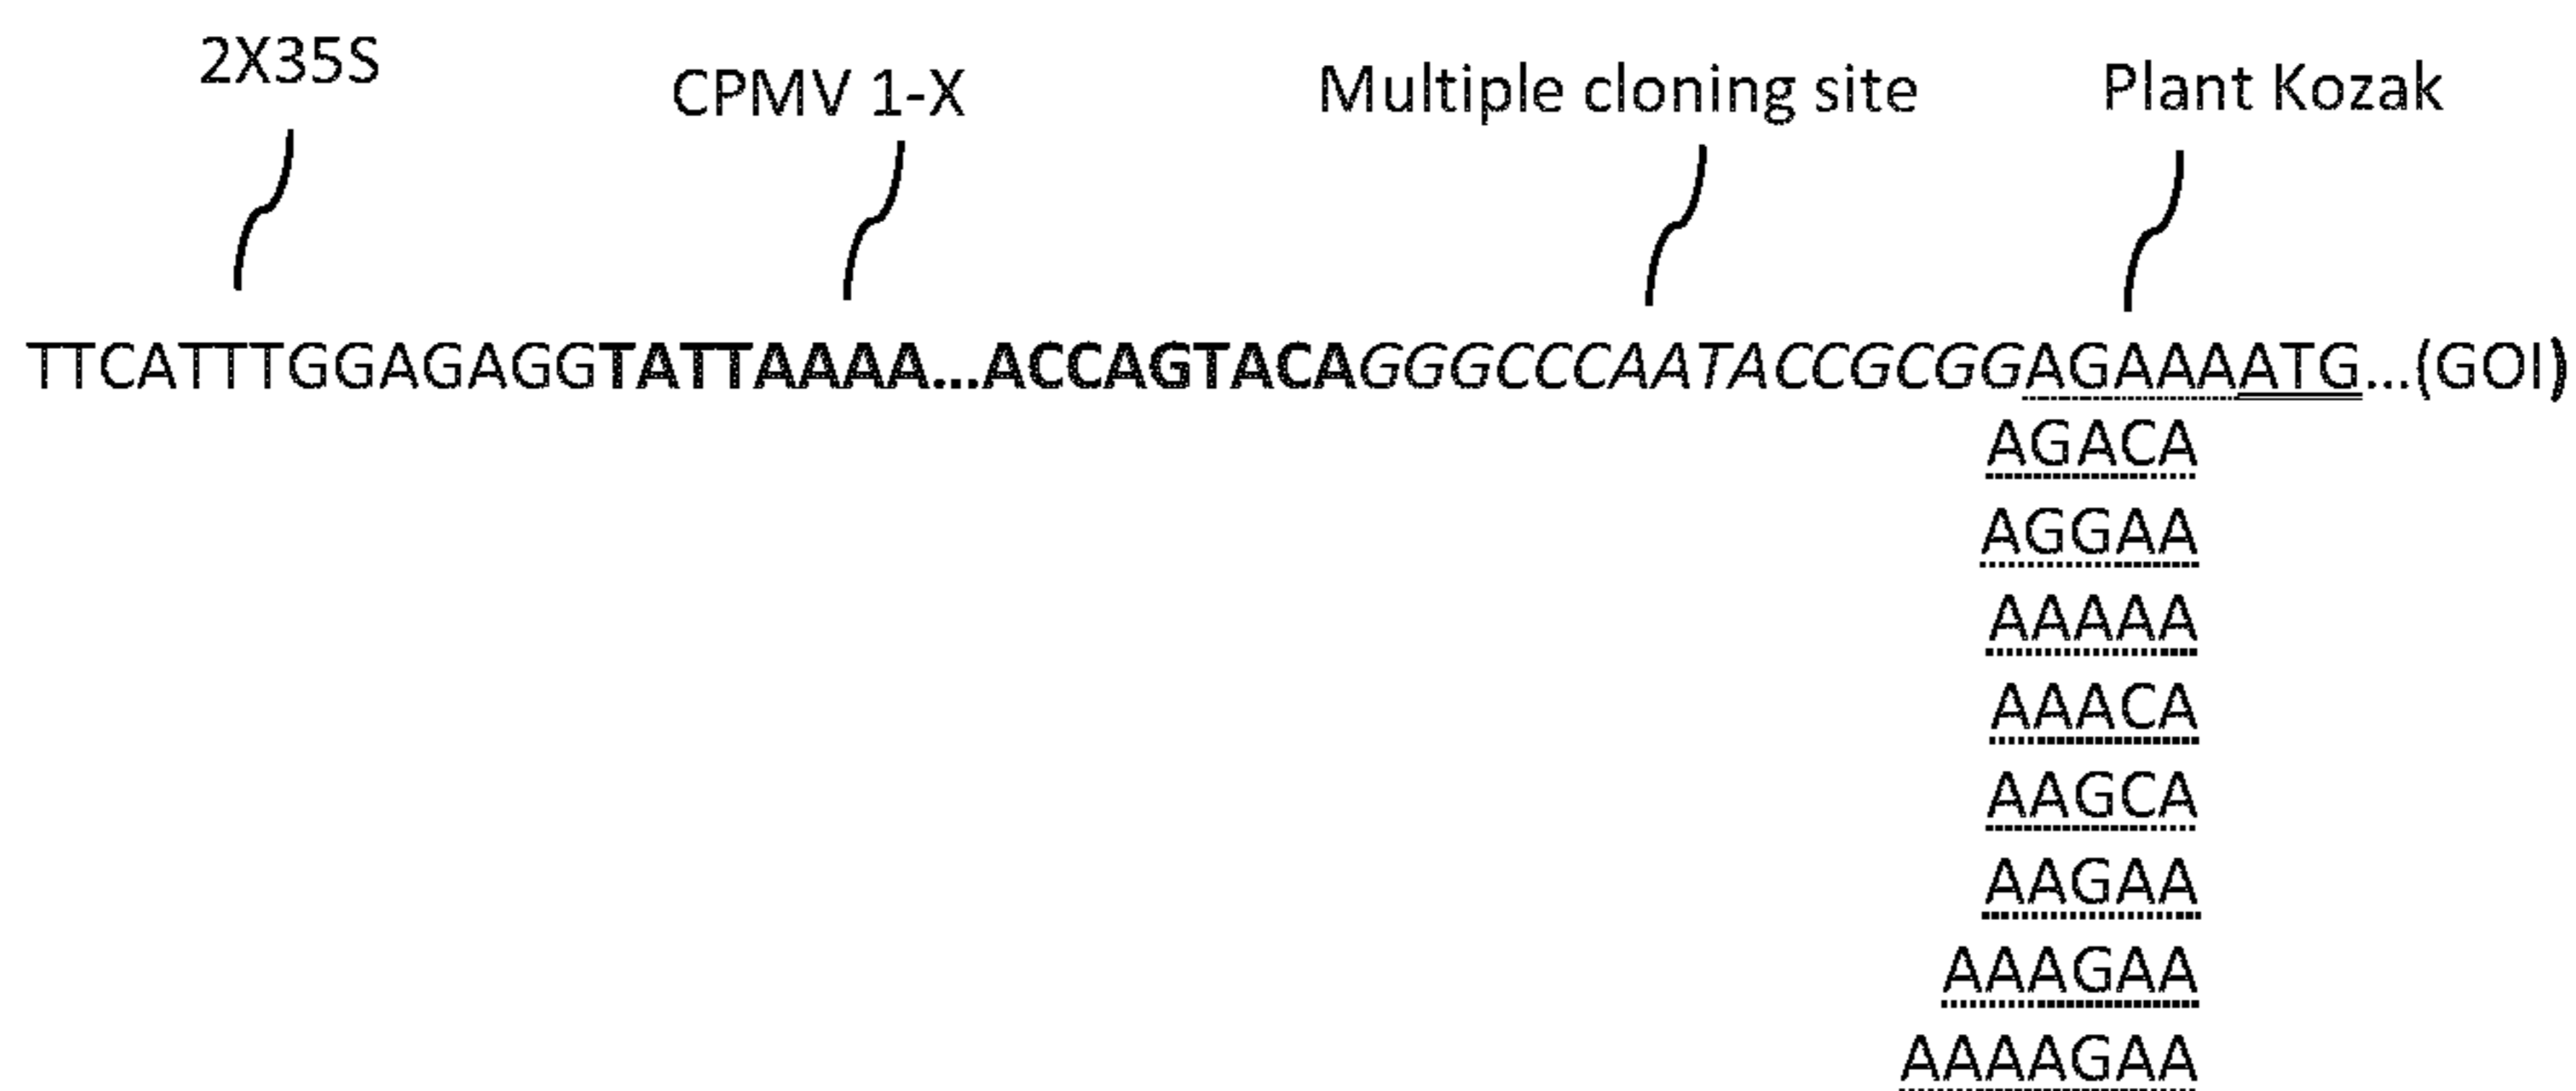 2X35S
CPMV 1-X
Multiple cloning site
Plant Kozak
TTCATTTGGAGAGGTATTAAAA...ACCAGTACAGGGCCCAATACCGCGGAGAAAATG...(GOI)
AGACA
AGGAA
AAAAA
AAACA
AAGCA
AAGAA
AAAGAA
AAAAGAA